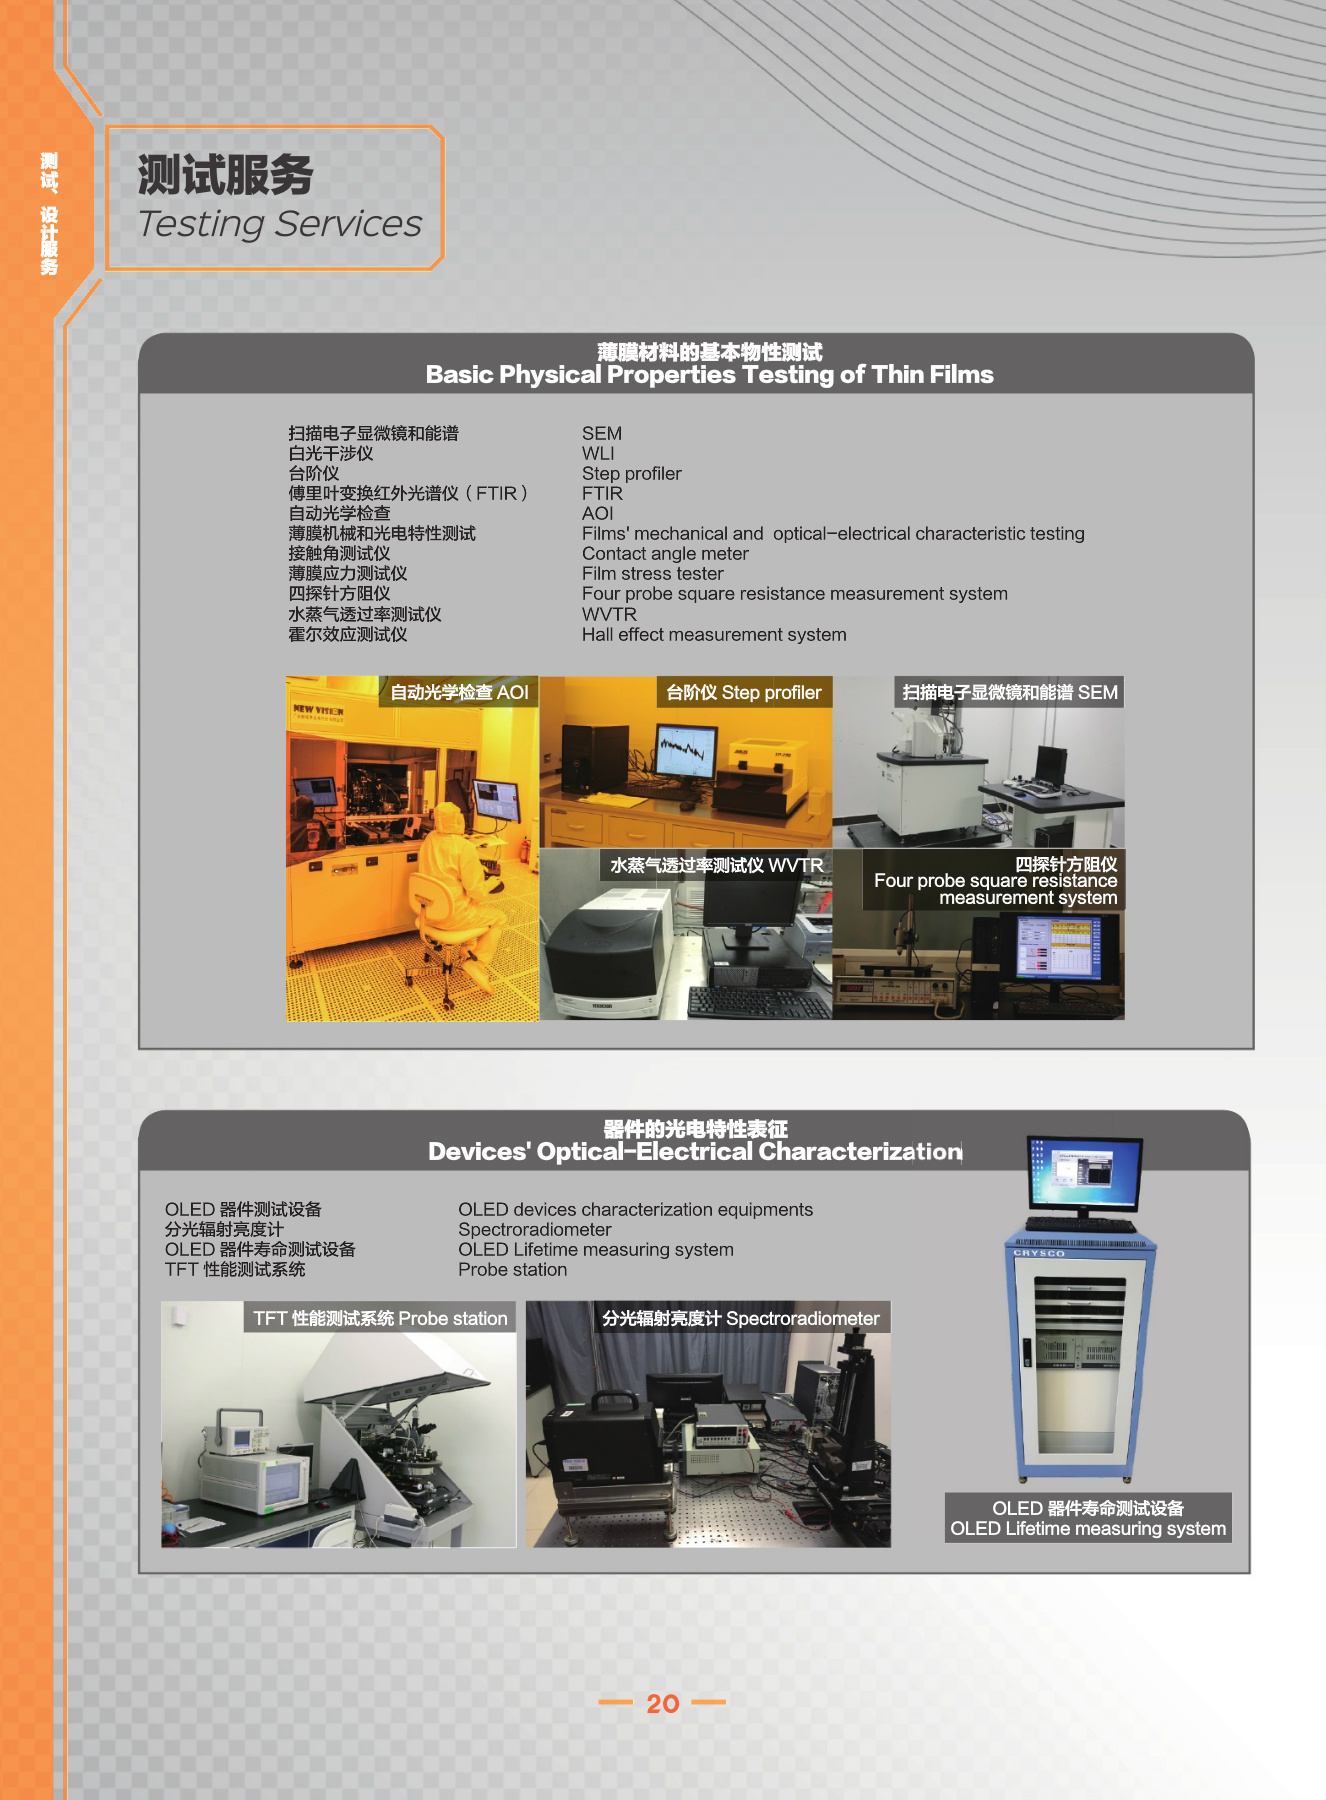 测试、设计服务
测试服务
Testing Services
薄膜材料的基本物性测试
Basic Physical Properties Testing of Thin Films
扫描电子显微镜和能谱 SEM
白光干涉仪 WLI
台阶仪 Step profiler
傅里叶变换红外光谱仪（FTIR） FTIR
自动光学检查 AOI
薄膜机械和光电特性测试 Films' mechanical and optical-electrical characteristic testing
接触角测试仪 Contact angle meter
薄膜应力测试仪 Film stress tester
四探针方阻仪 Four probe square resistance measurement system
水蒸气透过率测试仪 WVTR
霍尔效应测试仪 Hall effect measurement system
自动光学检查 AOI
台阶仪 Step profiler
扫描电子显微镜和能谱 SEM
NEW VISION
水蒸气透过率测试仪 WVTR
四探针方阻仪
Four probe square resistance
measurement system
器件的光电特性表征
Devices' Optical-Electrical Characterization
OLED 器件测试设备 OLED devices characterization equipments
分光辐射亮度计 Spectroradiometer
OLED 器件寿命测试设备 OLED Lifetime measuring system
TFT 性能测试系统 Probe station
CRYSCO
TFT 性能测试系统 Probe station
分光辐射亮度计 Spectroradiometer
OLED 器件寿命测试设备
OLED Lifetime measuring system
20